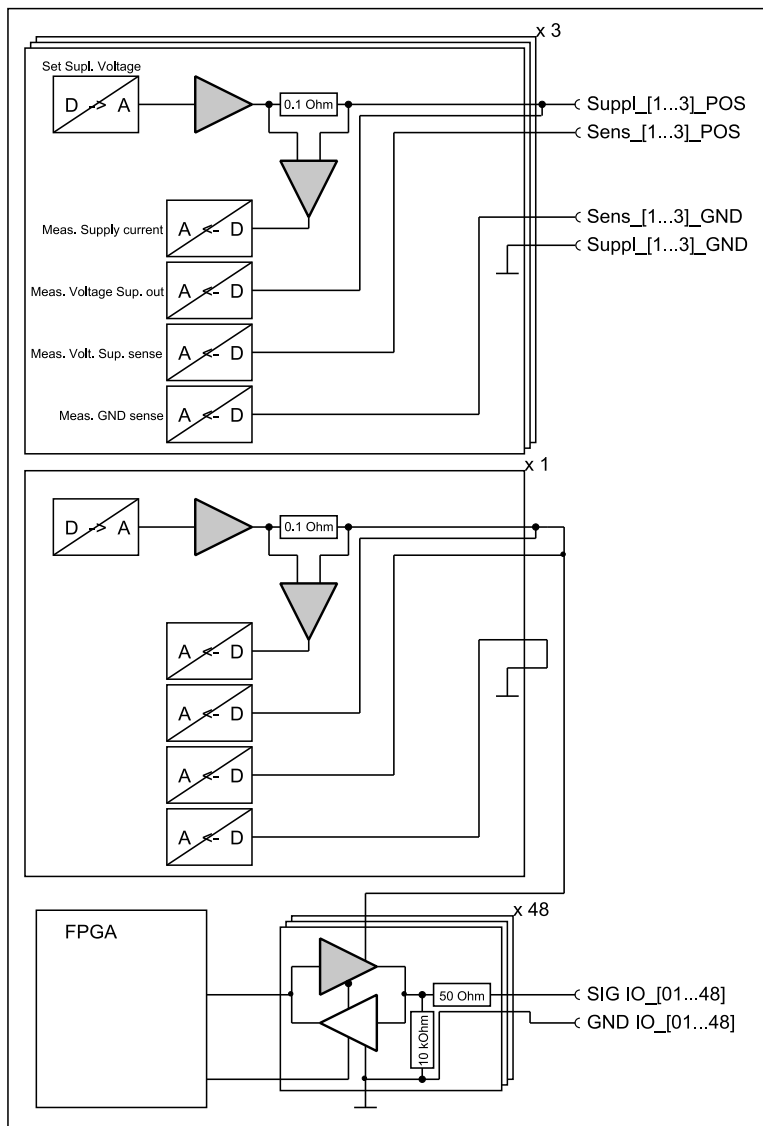 x 3
Set Supl. Voltage
D -> A
0.1 Ohm
Suppl_[1...3]_POS
Sens_[1...3]_POS
Meas. Supply current
A <- D
Sens_[1...3]_GND
Suppl_[1...3]_GND
Meas. Voltage Sup. out
A <- D
Meas. Volt. Sup. sense
A <- D
Meas. GND sense
A <- D
x 1
D -> A
0.1 Ohm
A <- D
A <- D
A <- D
A <- D
x 48
FPGA
50 Ohm
SIG IO_[01...48]
10 kOhm
GND IO_[01...48]